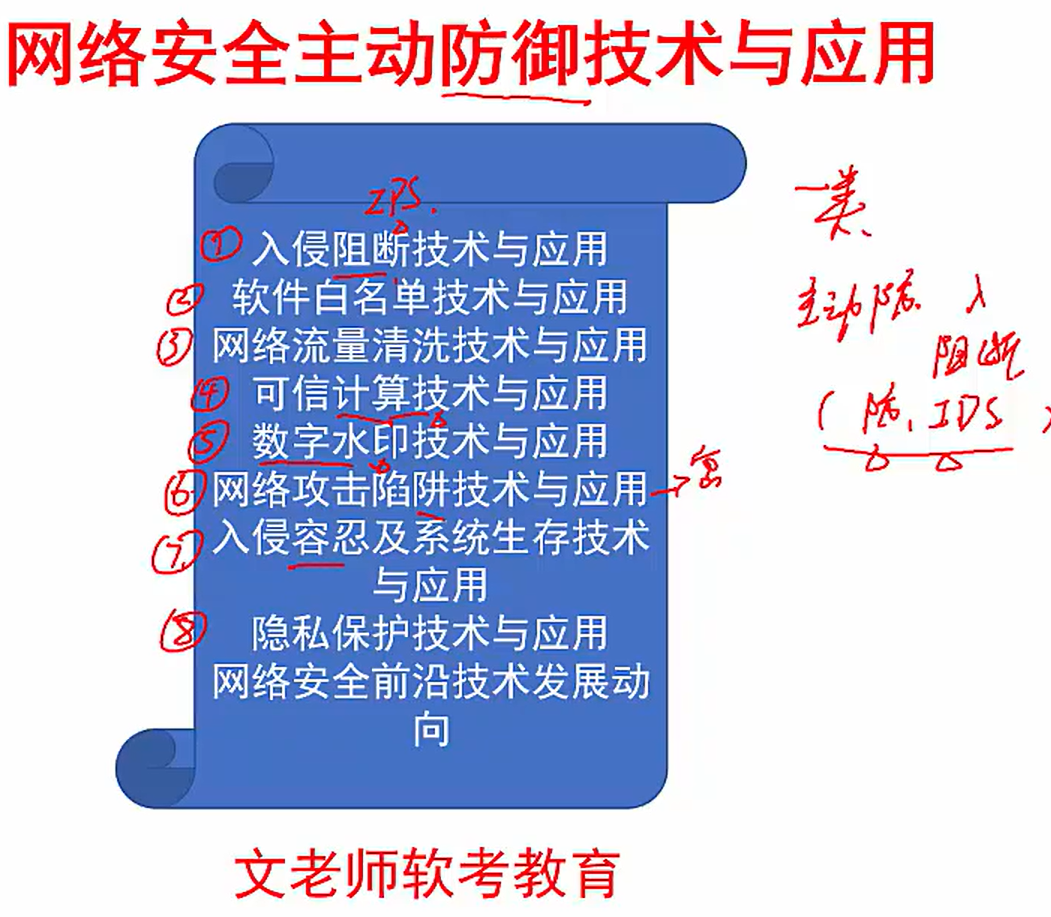 网络安全主动防御技术与应用
IPS.
① 入侵阻断技术与应用
② 软件白名单技术与应用
③ 网络流量清洗技术与应用
④ 可信计算技术与应用
⑤ 数字水印技术与应用
⑥ 网络攻击陷阱技术与应用
⑦ 入侵容忍及系统生存技术
与应用
⑧ 隐私保护技术与应用
网络安全前沿技术发展动
向
一类
主动防 入
阻断
(防、IDS)
文老师软考教育